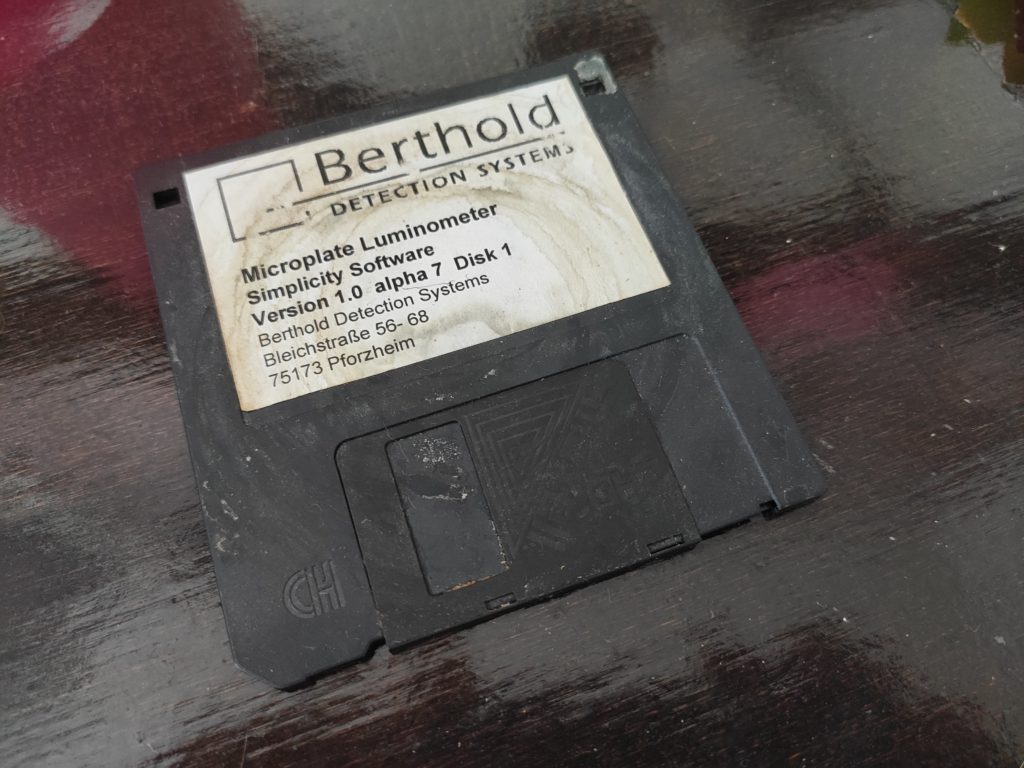 Berthold
DETECTION SYSTEMS
Microplate Luminometer
Simplicity Software
Version 1.0 alpha 7 Disk 1
Berthold Detection Systems
Bleichstraße 56- 68
75173 Pforzheim